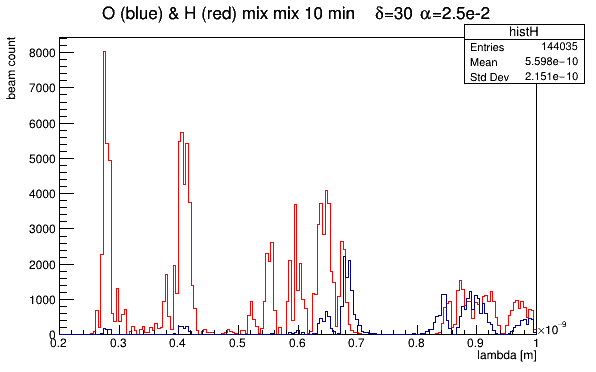 O (blue) & H (red) mix mix 10 min δ=30 α=2.5e-2
histH
Entries 144035
Mean 5.598e−10
Std Dev 2.151e−10
beam count
8000
7000
6000
5000
4000
3000
2000
1000
0
0.2 0.3 0.4 0.5 0.6 0.7 0.8 0.9 1
×10⁻⁹
lambda [m]